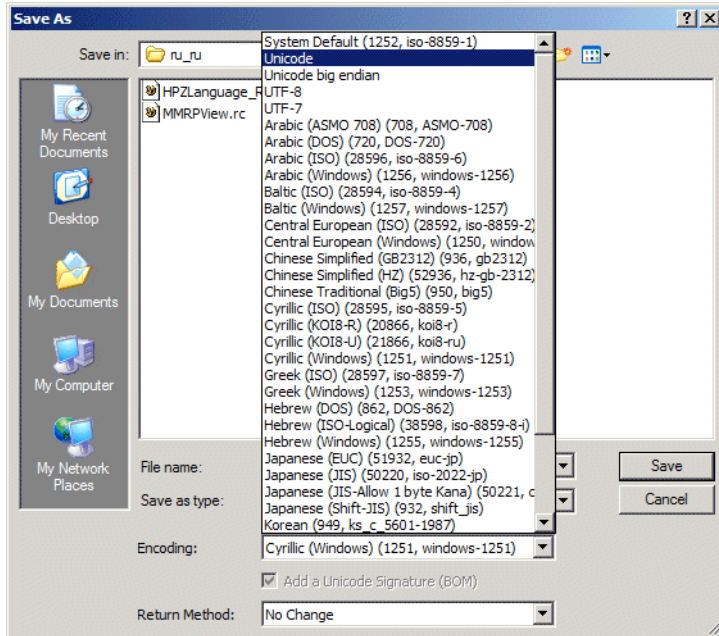 Save As
Save in:
ru_ru
My Recent
Documents
Desktop
My Documents
My Computer
My Network
Places
HPZLanguage_R
MMRPView.rc
System Default (1252, iso-8859-1)
Unicode
Unicode big endian
UTF-8
UTF-7
Arabic (ASMO 708) (708, ASMO-708)
Arabic (DOS) (720, DOS-720)
Arabic (ISO) (28596, iso-8859-6)
Arabic (Windows) (1256, windows-1256)
Baltic (ISO) (28594, iso-8859-4)
Baltic (Windows) (1257, windows-1257)
Central European (ISO) (28592, iso-8859-2)
Central European (Windows) (1250, window
Chinese Simplified (GB2312) (936, gb2312)
Chinese Simplified (HZ) (52936, hz-gb-2312)
Chinese Traditional (Big5) (950, big5)
Cyrillic (ISO) (28595, iso-8859-5)
Cyrillic (KOI8-R) (20866, koi8-r)
Cyrillic (KOI8-U) (21866, koi8-ru)
Cyrillic (Windows) (1251, windows-1251)
Greek (ISO) (28597, iso-8859-7)
Greek (Windows) (1253, windows-1253)
Hebrew (DOS) (862, DOS-862)
Hebrew (ISO-Logical) (38598, iso-8859-8-i)
Hebrew (Windows) (1255, windows-1255)
Japanese (EUC) (51932, euc-jp)
Japanese (JIS) (50220, iso-2022-jp)
Japanese (JIS-Allow 1 byte Kana) (50221, c
Japanese (Shift-JIS) (932, shift_jis)
Korean (949, ks_c_5601-1987)
File name:
Save
Save as type:
Cancel
Encoding:
Cyrillic (Windows) (1251, windows-1251)
Add a Unicode Signature (BOM)
Return Method:
No Change